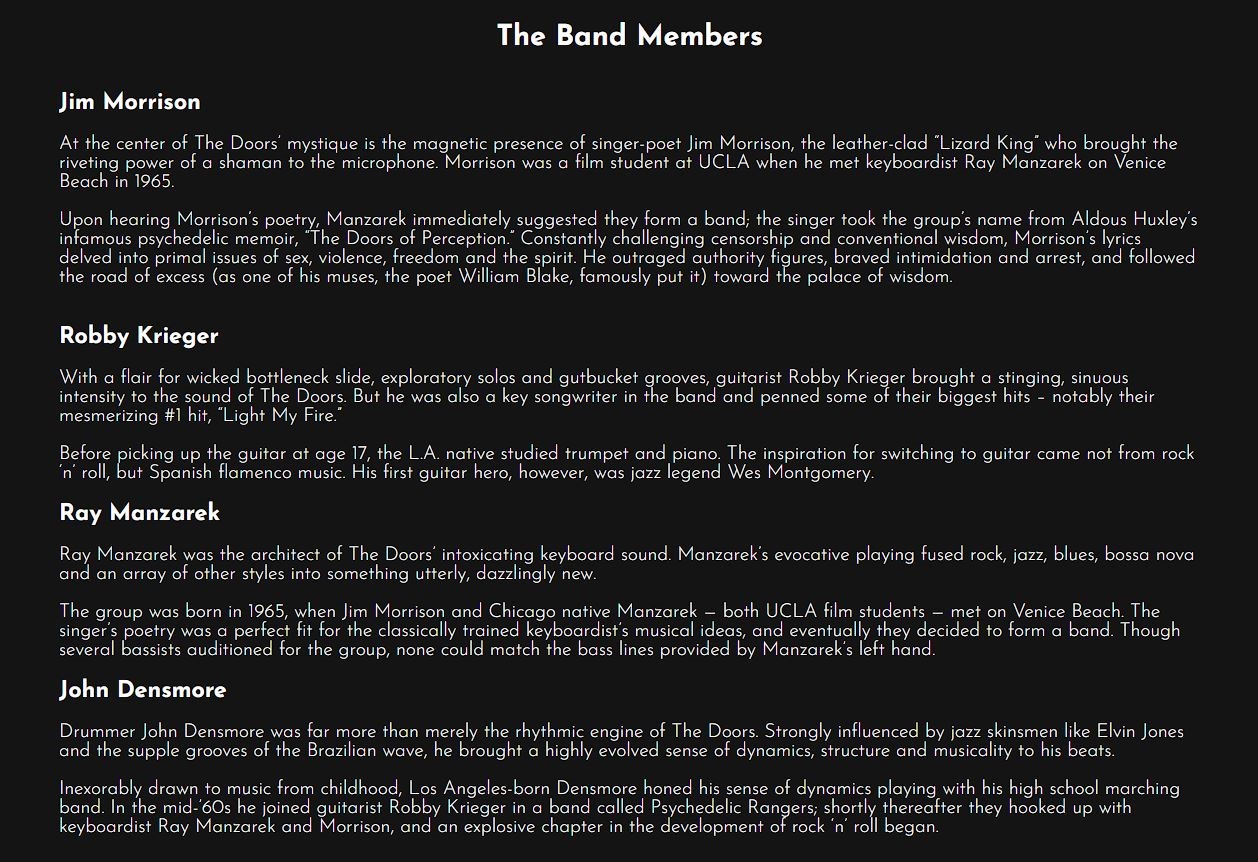 The Band Members
Jim Morrison
At the center of The Doors’ mystique is the magnetic presence of singer-poet Jim Morrison, the leather-clad “Lizard King” who brought the
riveting power of a shaman to the microphone. Morrison was a film student at UCLA when he met keyboardist Ray Manzarek on Venice
Beach in 1965.
Upon hearing Morrison’s poetry, Manzarek immediately suggested they form a band; the singer took the group’s name from Aldous Huxley’s
infamous psychedelic memoir, “The Doors of Perception.” Constantly challenging censorship and conventional wisdom, Morrison’s lyrics
delved into primal issues of sex, violence, freedom and the spirit. He outraged authority figures, braved intimidation and arrest, and followed
the road of excess (as one of his muses, the poet William Blake, famously put it) toward the palace of wisdom.
Robby Krieger
With a flair for wicked bottleneck slide, exploratory solos and gutbucket grooves, guitarist Robby Krieger brought a stinging, sinuous
intensity to the sound of The Doors. But he was also a key songwriter in the band and penned some of their biggest hits – notably their
mesmerizing #1 hit, “Light My Fire.”
Before picking up the guitar at age 17, the L.A. native studied trumpet and piano. The inspiration for switching to guitar came not from rock
‘n’ roll, but Spanish flamenco music. His first guitar hero, however, was jazz legend Wes Montgomery.
Ray Manzarek
Ray Manzarek was the architect of The Doors’ intoxicating keyboard sound. Manzarek’s evocative playing fused rock, jazz, blues, bossa nova
and an array of other styles into something utterly, dazzlingly new.
The group was born in 1965, when Jim Morrison and Chicago native Manzarek — both UCLA film students — met on Venice Beach. The
singer’s poetry was a perfect fit for the classically trained keyboardist’s musical ideas, and eventually they decided to form a band. Though
several bassists auditioned for the group, none could match the bass lines provided by Manzarek’s left hand.
John Densmore
Drummer John Densmore was far more than merely the rhythmic engine of The Doors. Strongly influenced by jazz skinsmen like Elvin Jones
and the supple grooves of the Brazilian wave, he brought a highly evolved sense of dynamics, structure and musicality to his beats.
Inexorably drawn to music from childhood, Los Angeles-born Densmore honed his sense of dynamics playing with his high school marching
band. In the mid-‘60s he joined guitarist Robby Krieger in a band called Psychedelic Rangers; shortly thereafter they hooked up with
keyboardist Ray Manzarek and Morrison, and an explosive chapter in the development of rock ‘n’ roll began.